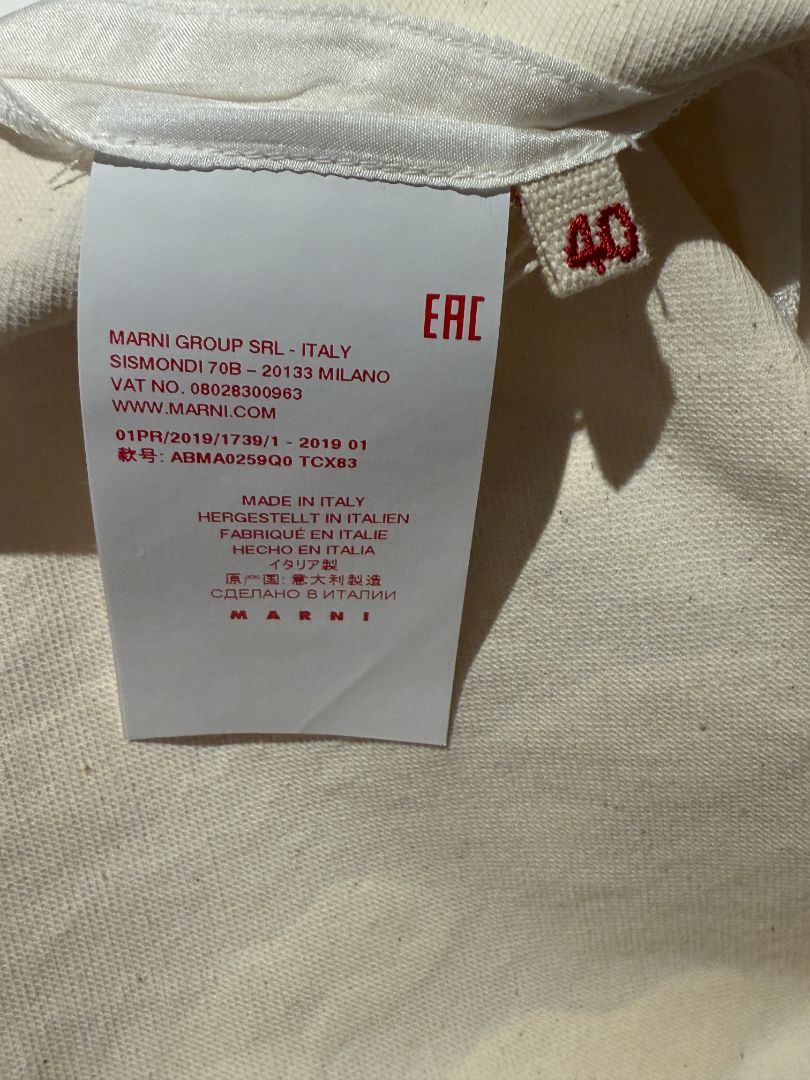 40
EAC
MARNI GROUP SRL - ITALY
SISMONDI 70B – 20133 MILANO
VAT NO. 08028300963
WWW.MARNI.COM
01PR/2019/1739/1 - 2019 01
款号: ABMA0259Q0 TCX83
MADE IN ITALY
HERGESTELLT IN ITALIEN
FABRIQUÉ EN ITALIE
HECHO EN ITALIA
イタリア製
原产国: 意大利製造
СДЕЛАНО В ИТАЛИИ
MARNI